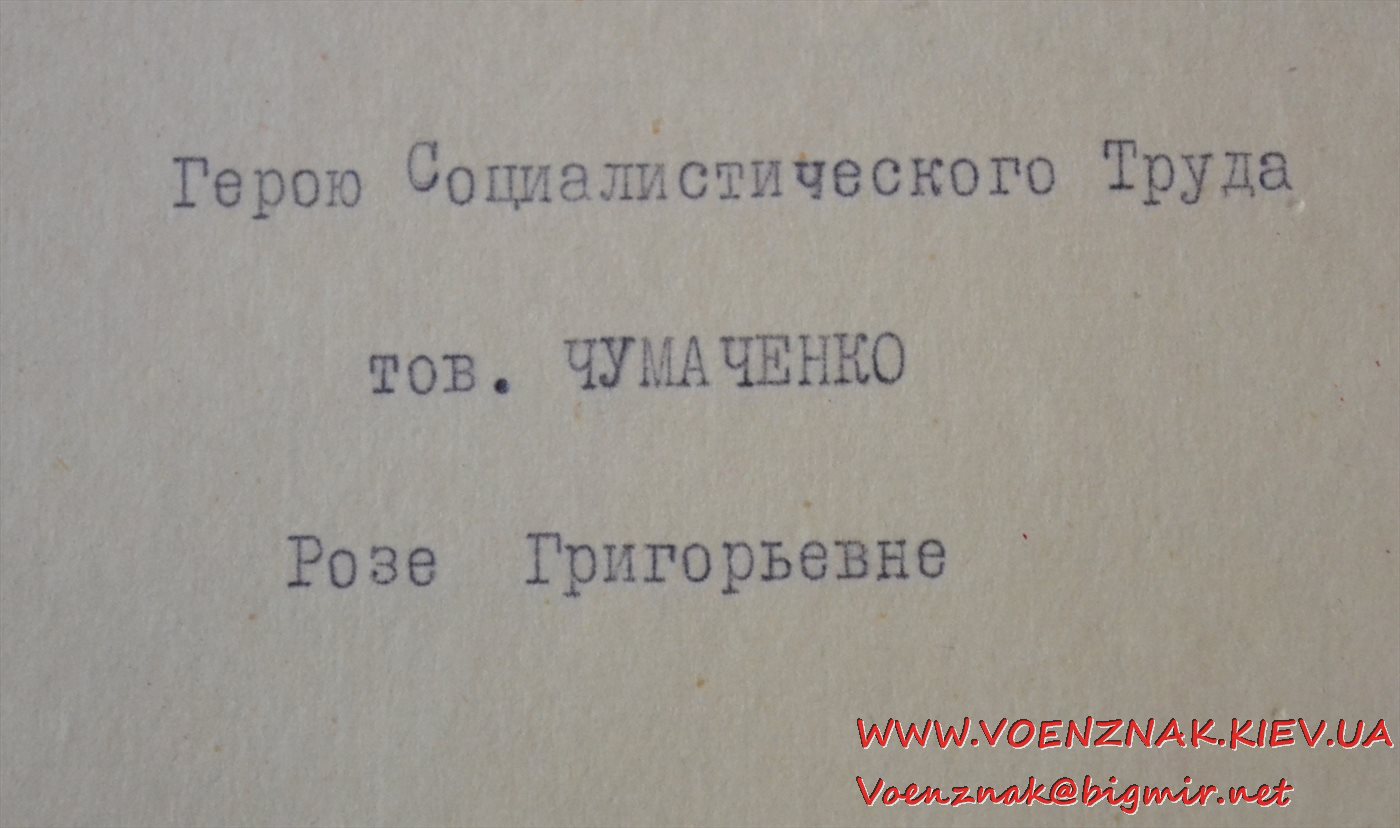 Герою Социалистического Труда
тов. ЧУМАЧЕНКО
Розе Григорьевне
WWW.VOENZNAK.KIEV.UA
Voenznak@bigmir.net